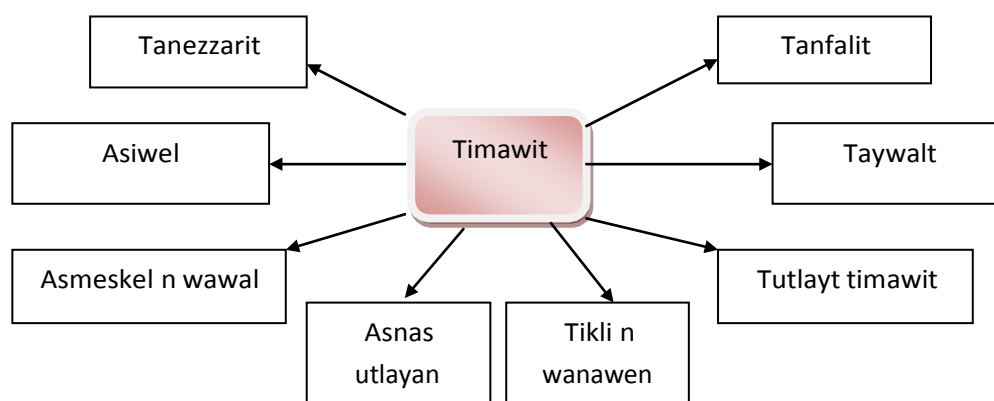 Tanezzarit
Tanfalit
Timawit
Asiwel
Taywalt
Asmeskel n wawal
Tutlayt timawit
Asnas
utlayan
Tikli n
wanawen